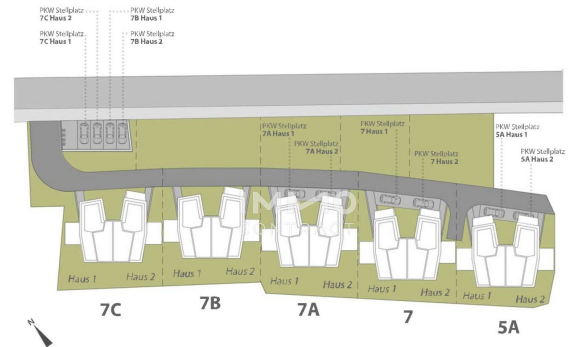 PKW Stellplatz
7C Haus 2
PKW Stellplatz
7B Haus 1
PKW Stellplatz
7C Haus 1
PKW Stellplatz
7B Haus 2
PKW Stellplatz
7A Haus 1
PKW Stellplatz
7A Haus 2
PKW Stellplatz
7 Haus 1
PKW Stellplatz
7 Haus 2
PKW Stellplatz
5A Haus 1
PKW Stellplatz
5A Haus 2
IMMO
CONTRACT
Haus 1
Haus 2
Haus 1
Haus 2
Haus 1
Haus 2
Haus 1
Haus 2
Haus 1
Haus 2
7C
7B
7A
7
5A
N